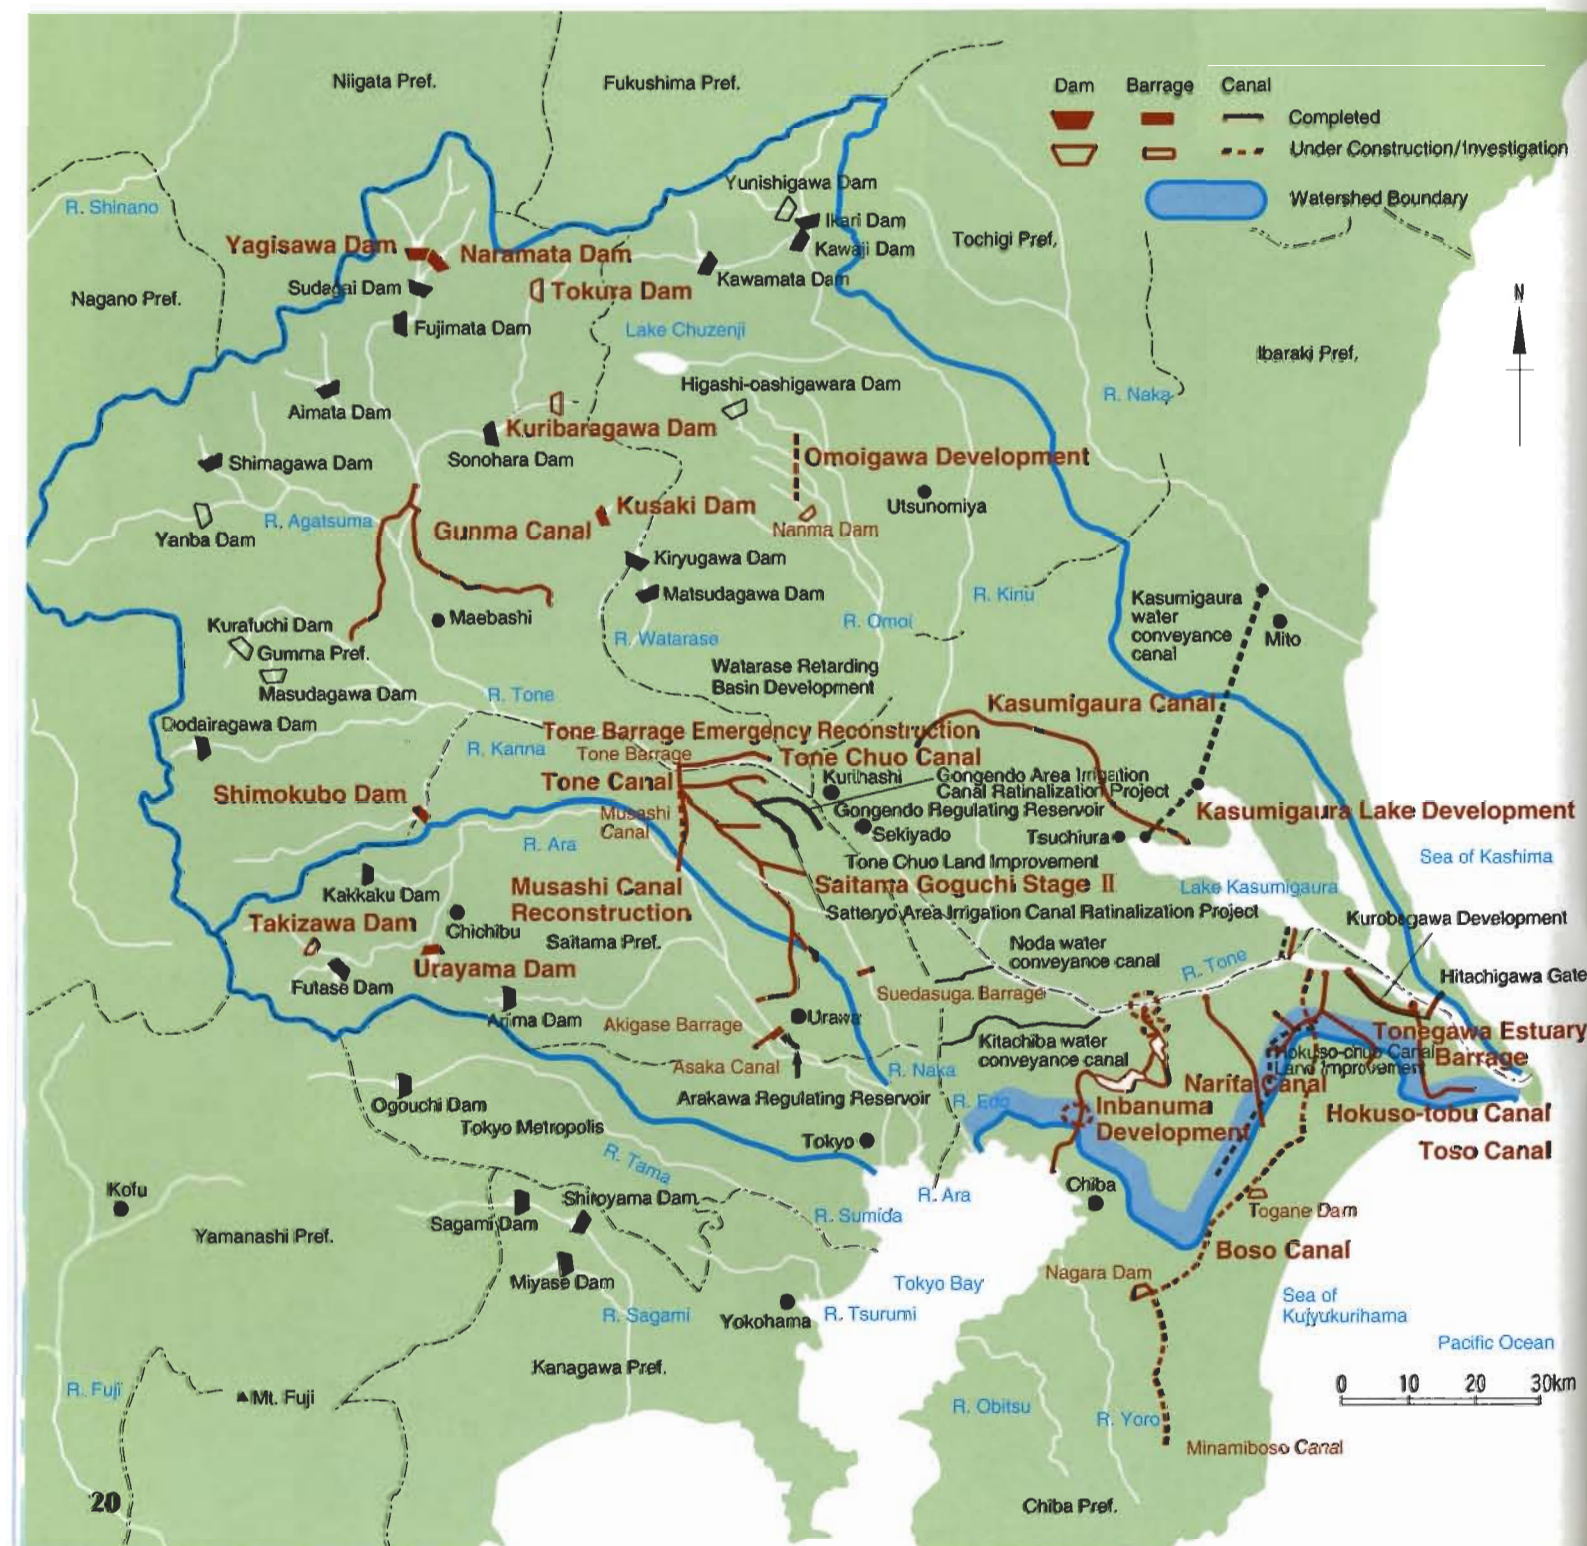 Niigata Pref.
Fukushima Pref.
Dam
Barrage
Canal
Completed
Under Construction/Investigation
Watershed Boundary
R. Shinano
Yunishigawa Dam
Ikari Dam
Kawaji Dam
Tochigi Pref.
Yagisawa Dam
Naramata Dam
Kawamata Dam
Nagano Pref.
Sudagai Dam
Tokura Dam
N
Fujimata Dam
Lake Chuzenji
Ibaraki Pref.
Higashi-oashigawara Dam
R. Naka
Aimata Dam
Kuribaragawa Dam
Shimagawa Dam
Sonohara Dam
Omoigawa Development
Utsunomiya
Kusaki Dam
R. Agatsuma
Gunma Canal
Nanma Dam
Yanba Dam
Kiryugawa Dam
Matsudagawa Dam
R. Kinu
Kasumigaura
water
conveyance
canal
Mito
Kurafuchi Dam
Maebashi
R. Omoi
R. Watarase
Gumma Pref.
Masudagawa Dam
Watarase Retarding
Basin Development
R. Tone
Kasumigaura Canal
Dodairagawa Dam
Tone Barrage Emergency Reconstruction
R. Kanna
Tone Barrage
Tone Chuo Canal
Tone Canal
Kurihashi
Gongendo Area Irrigation
Canal Ratinalization Project
Shimokubo Dam
Gongendo Regulating Reservoir
Kasumigaura Lake Development
Musashi
Canal
Sekiyado
Tsuchiura
R. Ara
Tone Chuo Land Improvement
Sea of Kashima
Kakkaku Dam
Musashi Canal
Reconstruction
Saitama Goguchi Stage II
Lake Kasumigaura
Satteryo Area Irrigation Canal Ratinalization Project
Kurobegawa Development
Takizawa Dam
Chichibu
Saitama Pref.
Noda water
conveyance canal
R. Tone
Urayama Dam
Futase Dam
Hitachigawa Gate
Suedasuga Barrage
Arima Dam
Akigase Barrage
Urawa
Tonegawa Estuary
Barrage
Kitachiba water
conveyance canal
Hokuso-chuo Canal
Land Improvement
Asaka Canal
R. Naka
Narita Canal
Ogouchi Dam
Arakawa Regulating Reservoir
R. Edo
Inbanuma
Development
Hokuso-tobu Canal
Tokyo Metropolis
Tokyo
Toso Canal
R. Tama
Kofu
Shiroyama Dam
Chiba
R. Ara
Sagami Dam
R. Sumida
Togane Dam
Yamanashi Pref.
Boso Canal
Miyase Dam
Nagara Dam
Tokyo Bay
Sea of
Kujyukurihama
R. Sagami
Yokohama
R. Tsurumi
Pacific Ocean
Kanagawa Pref.
0 10 20 30km
R. Fuji
Mt. Fuji
R. Obitsu
R. Yoro
Minamiboso Canal
20
Chiba Pref.